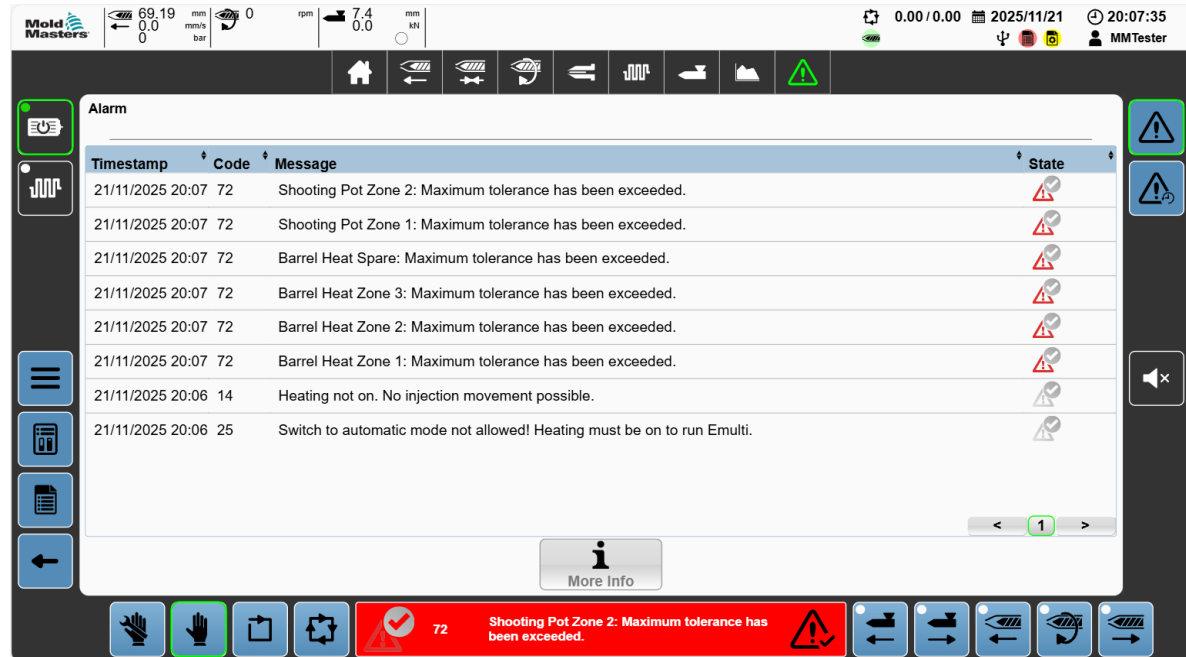 Mold
Masters
69.19 mm
0.0 mm/s
0 bar
0 rpm
7.4 mm
0.0 kN
0.00 / 0.00
2025/11/21
20:07:35
MMTester
Alarm
Timestamp Code Message State
21/11/2025 20:07 72 Shooting Pot Zone 2: Maximum tolerance has been exceeded.
21/11/2025 20:07 72 Shooting Pot Zone 1: Maximum tolerance has been exceeded.
21/11/2025 20:07 72 Barrel Heat Spare: Maximum tolerance has been exceeded.
21/11/2025 20:07 72 Barrel Heat Zone 3: Maximum tolerance has been exceeded.
21/11/2025 20:07 72 Barrel Heat Zone 2: Maximum tolerance has been exceeded.
21/11/2025 20:07 72 Barrel Heat Zone 1: Maximum tolerance has been exceeded.
21/11/2025 20:06 14 Heating not on. No injection movement possible.
21/11/2025 20:06 25 Switch to automatic mode not allowed! Heating must be on to run Emulti.
< 1 >
More Info
72 Shooting Pot Zone 2: Maximum tolerance has
been exceeded.